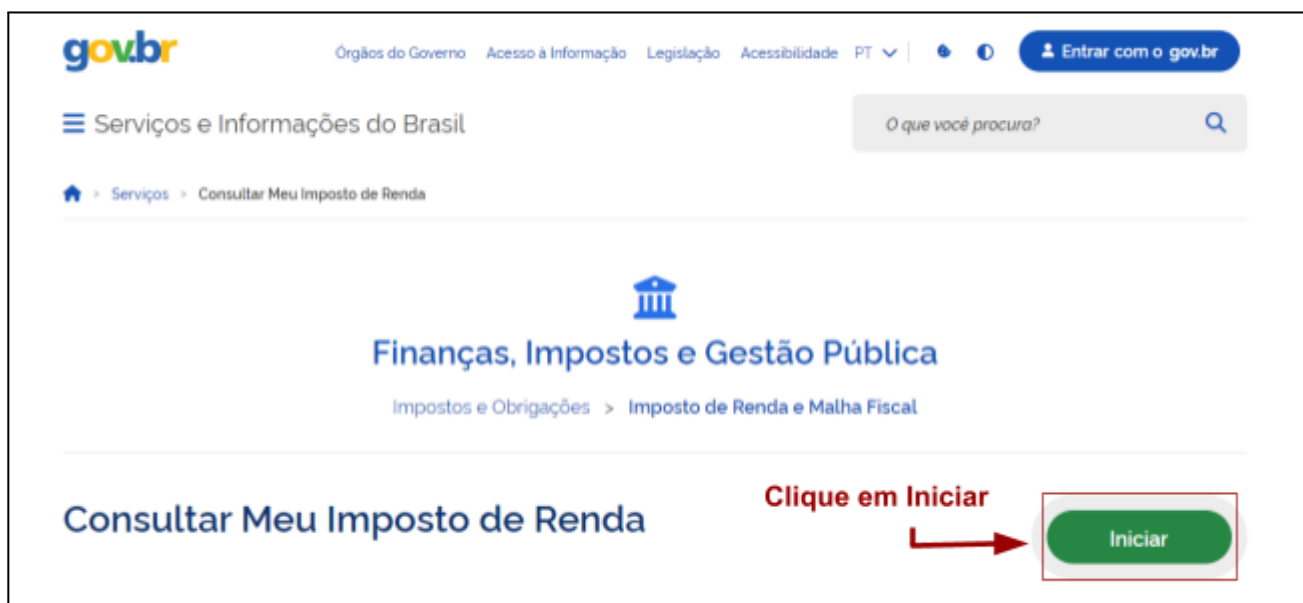 gov.br
Órgãos do Governo Acesso à Informação Legislação Acessibilidade PT Entrar com o gov.br
Serviços e Informações do Brasil
O que você procura?
> Serviços > Consultar Meu Imposto de Renda
Finanças, Impostos e Gestão Pública
Impostos e Obrigações > Imposto de Renda e Malha Fiscal
Clique em Iniciar
Consultar Meu Imposto de Renda
Iniciar